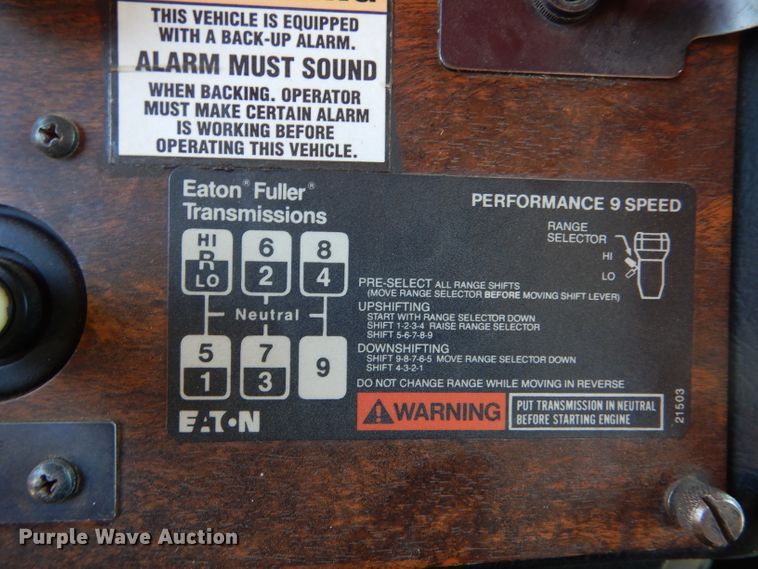 THIS VEHICLE IS EQUIPPED
WITH A BACK-UP ALARM.
ALARM MUST SOUND
WHEN BACKING. OPERATOR
MUST MAKE CERTAIN ALARM
IS WORKING BEFORE
OPERATING THIS VEHICLE.
Eaton® Fuller®
Transmissions
PERFORMANCE 9 SPEED
HI
R
LO
6
2
8
4
Neutral
5
1
7
3
9
EATON
RANGE
SELECTOR
HI
LO
PRE-SELECT ALL RANGE SHIFTS
(MOVE RANGE SELECTOR BEFORE MOVING SHIFT LEVER)
UPSHIFTING
START WITH RANGE SELECTOR DOWN
SHIFT 1-2-3-4 RAISE RANGE SELECTOR
SHIFT 5-6-7-8-9
DOWNSHIFTING
SHIFT 9-8-7-6-5 MOVE RANGE SELECTOR DOWN
SHIFT 4-3-2-1
DO NOT CHANGE RANGE WHILE MOVING IN REVERSE
WARNING
PUT TRANSMISSION IN NEUTRAL
BEFORE STARTING ENGINE
21503
Purple Wave Auction